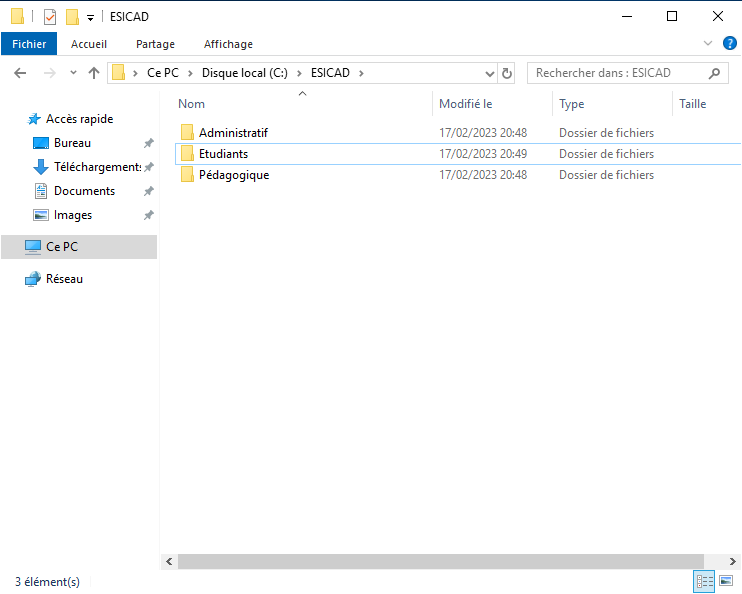 ESICAD
Fichier Accueil Partage Affichage
Ce PC Disque local (C:) ESICAD Rechercher dans : ESICAD
Nom Modifié le Type Taille
Accès rapide
Bureau
Téléchargements
Documents
Images
Ce PC
Réseau
Administratif 17/02/2023 20:48 Dossier de fichiers
Etudiants 17/02/2023 20:49 Dossier de fichiers
Pédagogique 17/02/2023 20:48 Dossier de fichiers
3 élément(s)